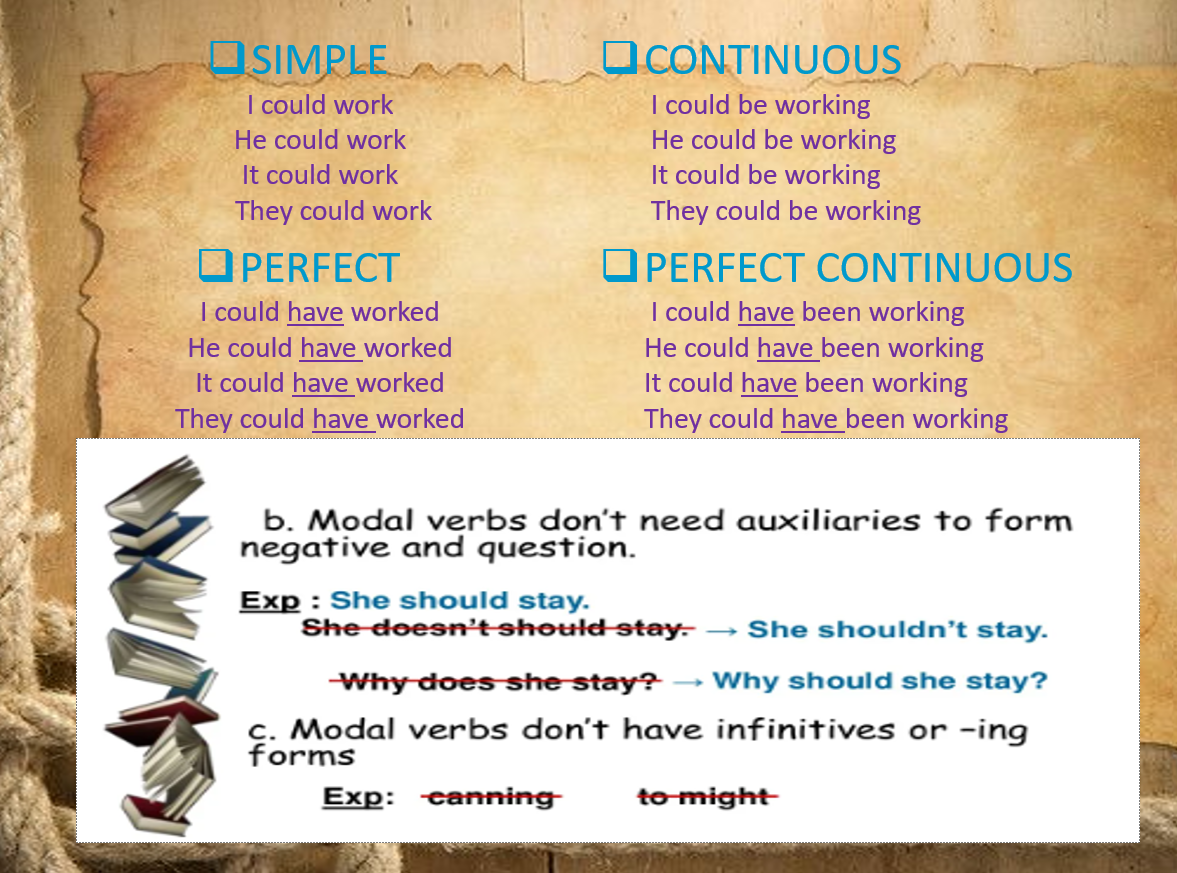 SIMPLE
I could work
He could work
It could work
They could work
CONTINUOUS
I could be working
He could be working
It could be working
They could be working
PERFECT
I could have worked
He could have worked
It could have worked
They could have worked
PERFECT CONTINUOUS
I could have been working
He could have been working
It could have been working
They could have been working
b. Modal verbs don't need auxiliaries to form
negative and question.
Exp : She should stay.
She doesn't should stay. → She shouldn't stay.
Why does she stay? → Why should she stay?
c. Modal verbs don't have infinitives or –ing
forms
Exp: canning to might